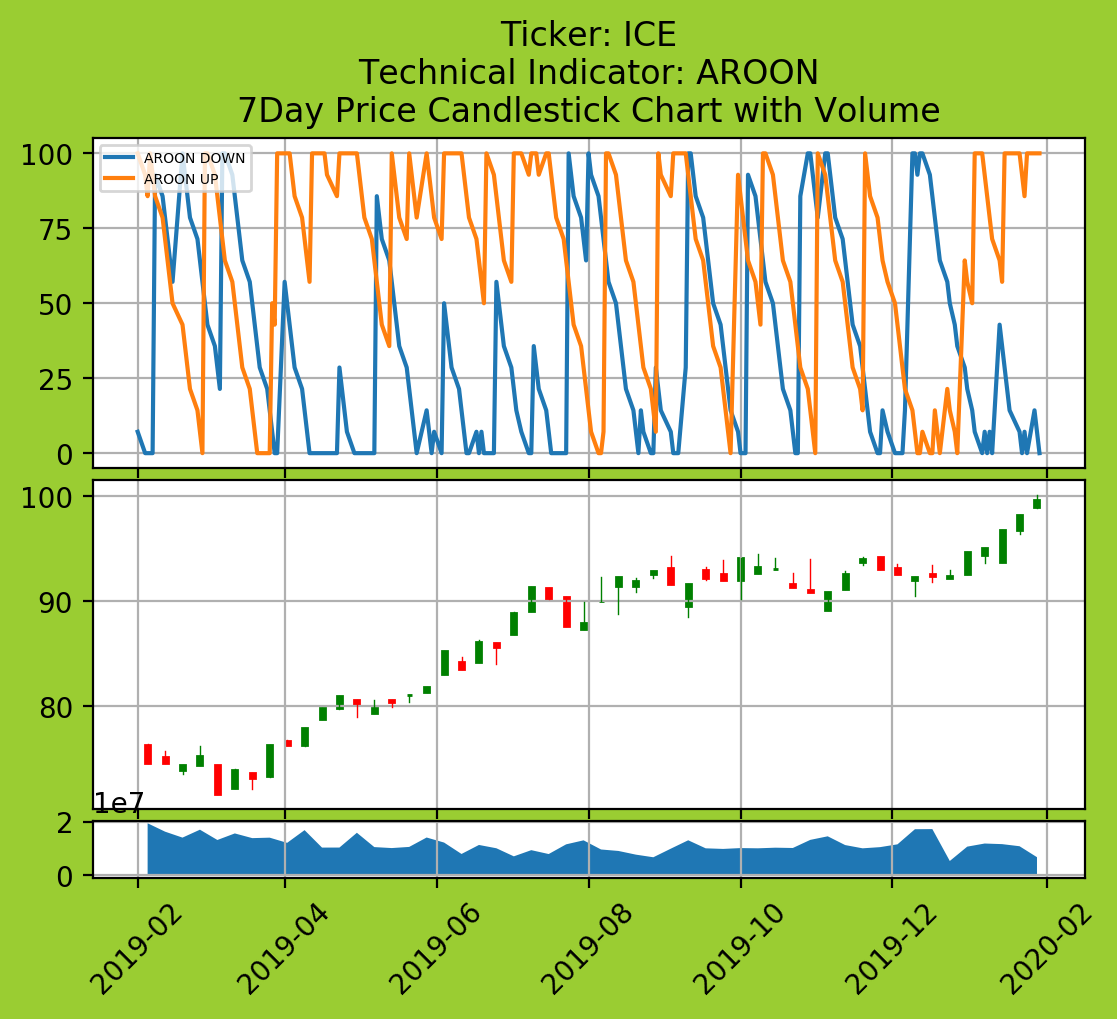 Ticker: ICE
Technical Indicator: AROON
7Day Price Candlestick Chart with Volume
AROON DOWN
AROON UP
100
75
50
25
0
100
90
80
1e7
2
0
2019-02
2019-04
2019-06
2019-08
2019-10
2019-12
2020-02